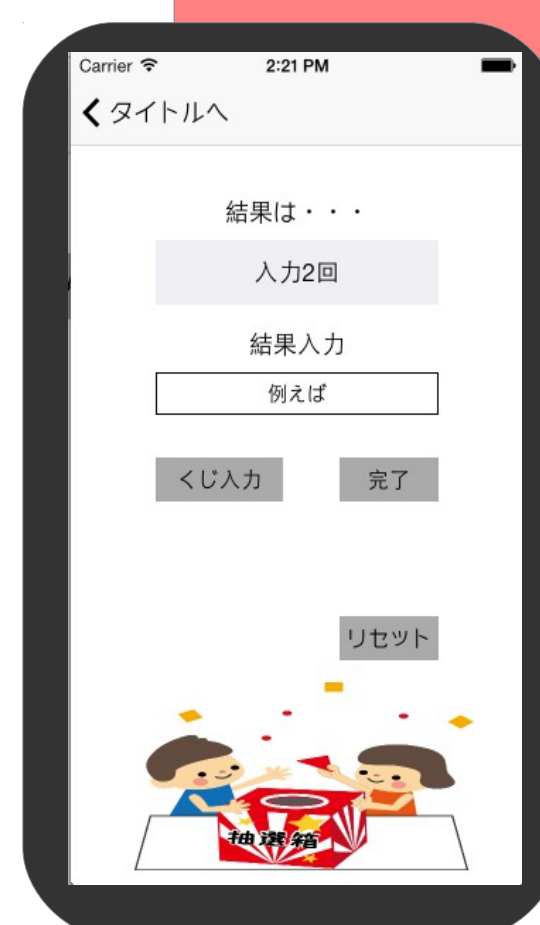 Carrier 2:21 PM
タイトルへ
結果は・・・
入力2回
結果入力
例えば
くじ入力 完了
リセット
抽選箱